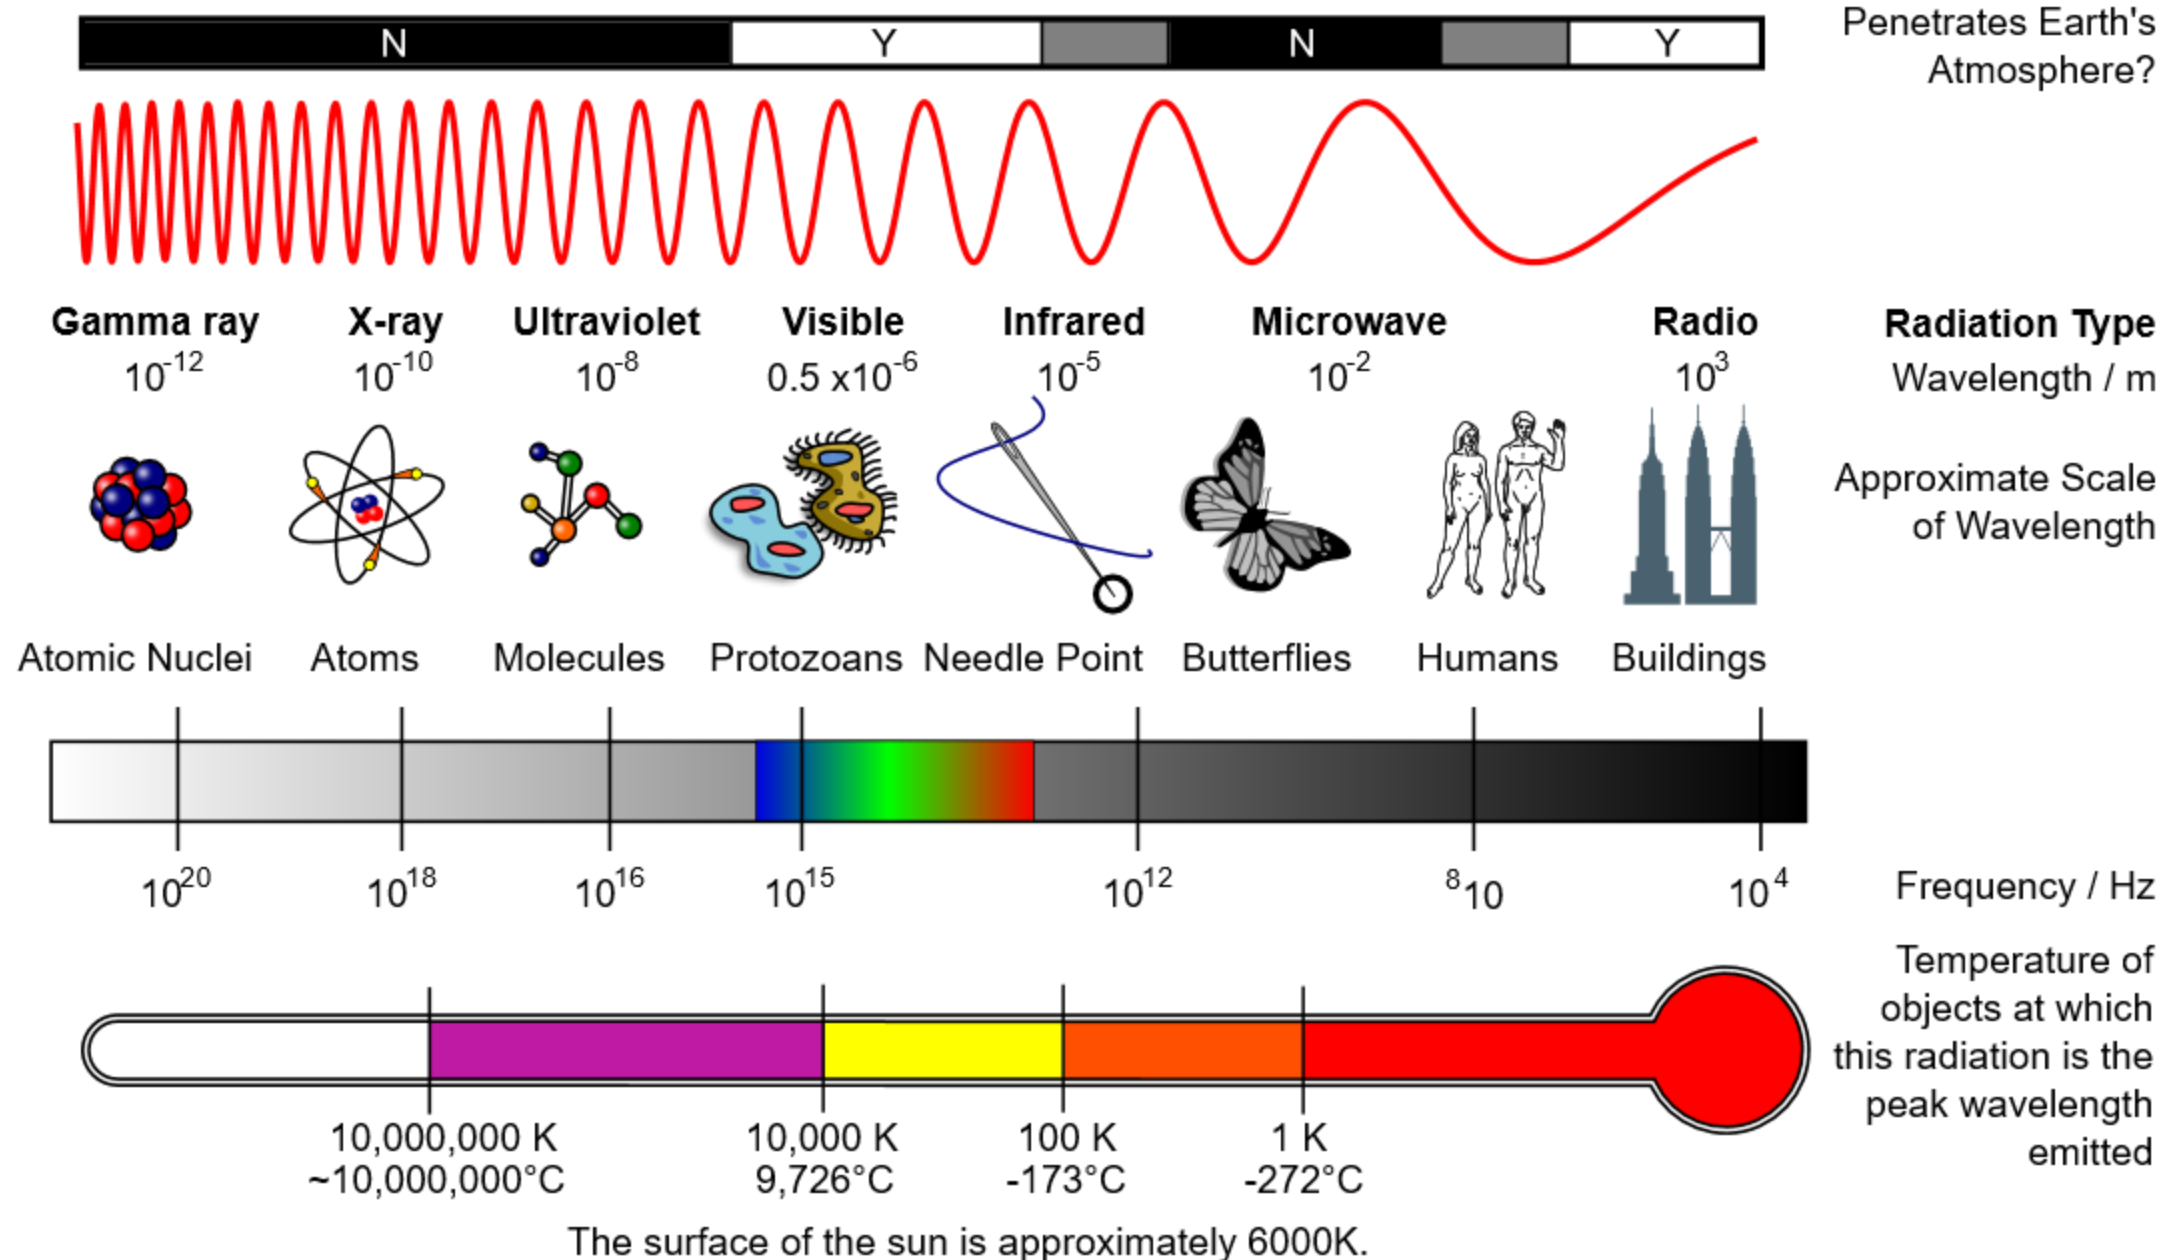 N Y N Y Penetrates Earth's
Atmosphere?
Gamma ray X-ray Ultraviolet Visible Infrared Microwave Radio Radiation Type
10⁻¹² 10⁻¹⁰ 10⁻⁸ 0.5 x10⁻⁶ 10⁻⁵ 10⁻² 10³ Wavelength / m
Approximate Scale
of Wavelength
Atomic Nuclei Atoms Molecules Protozoans Needle Point Butterflies Humans Buildings
10²⁰ 10¹⁸ 10¹⁶ 10¹⁵ 10¹² ⁸10 10⁴ Frequency / Hz
Temperature of
objects at which
this radiation is the
peak wavelength
emitted
10,000,000 K 10,000 K 100 K 1 K
~10,000,000°C 9,726°C -173°C -272°C
The surface of the sun is approximately 6000K.